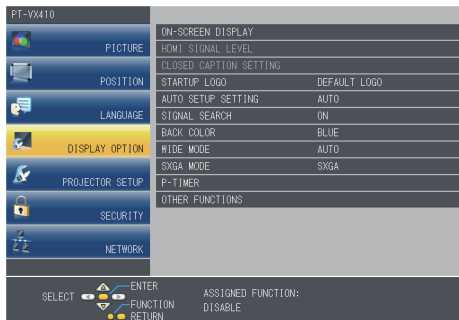 PT-VX410
PICTURE
POSITION
LANGUAGE
DISPLAY OPTION
PROJECTOR SETUP
SECURITY
NETWORK
ON-SCREEN DISPLAY
HDMI SIGNAL LEVEL
CLOSED CAPTION SETTING
STARTUP LOGO DEFAULT LOGO
AUTO SETUP SETTING AUTO
SIGNAL SEARCH ON
BACK COLOR BLUE
WIDE MODE AUTO
SXGA MODE SXGA
P-TIMER
OTHER FUNCTIONS
SELECT
ENTER
FUNCTION
RETURN
ASSIGNED FUNCTION:
DISABLE